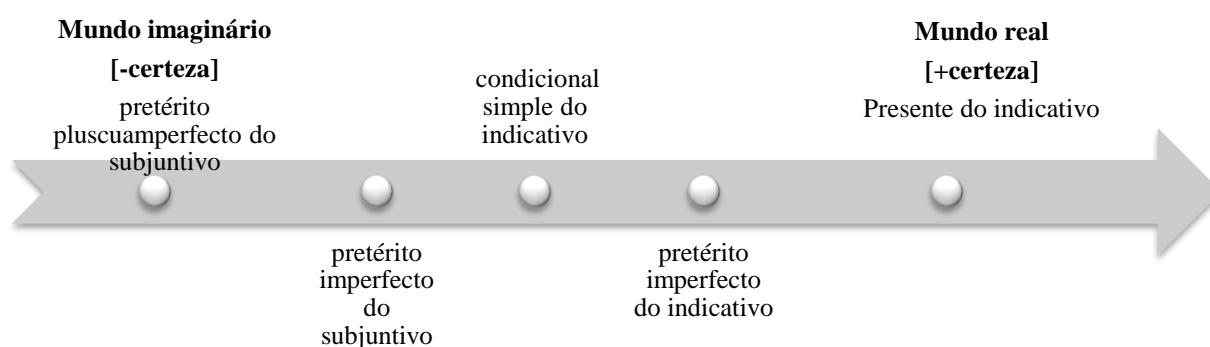 Mundo imaginário
[-certeza]
pretérito
pluscuamperfecto do
subjuntivo
condicional
simple do
indicativo
Mundo real
[+certeza]
Presente do indicativo
pretérito
imperfecto
do
subjuntivo
pretérito
imperfecto
do indicativo